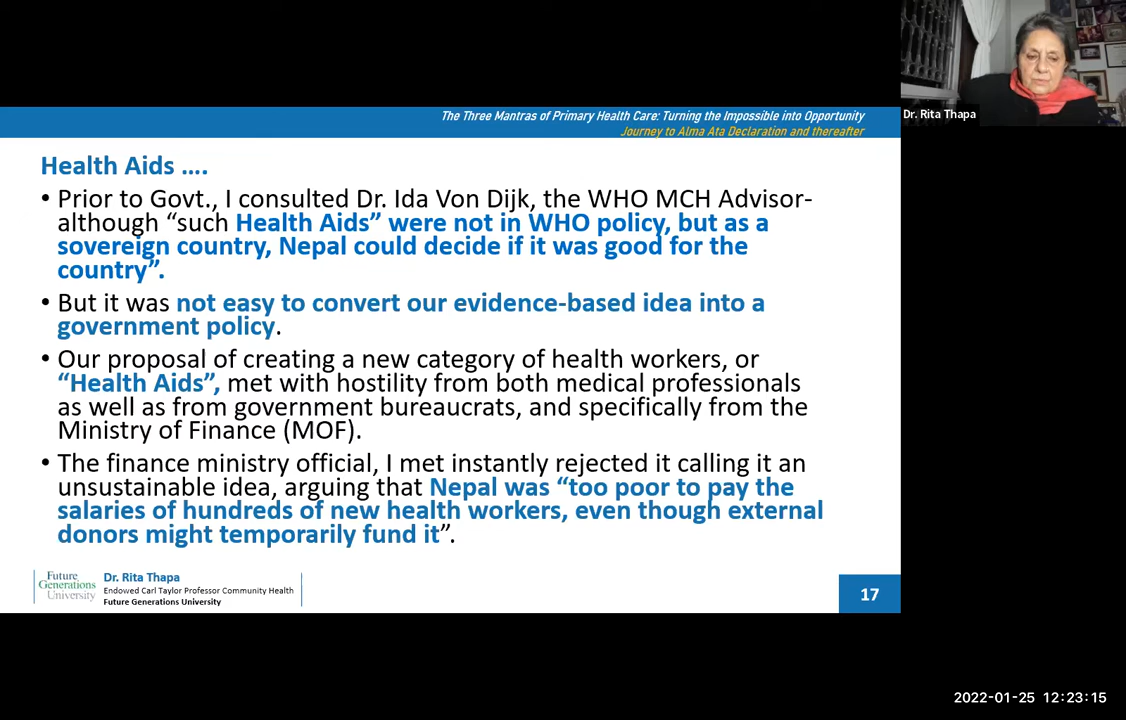 Dr. Rita Thapa
The Three Mantras of Primary Health Care: Turning the Impossible into Opportunity
Journey to Alma Ata Declaration and thereafter
Health Aids ....
• Prior to Govt., I consulted Dr. Ida Von Dijk, the WHO MCH Advisor-
although “such Health Aids” were not in WHO policy, but as a
sovereign country, Nepal could decide if it was good for the
country”.
• But it was not easy to convert our evidence-based idea into a
government policy.
• Our proposal of creating a new category of health workers, or
“Health Aids”, met with hostility from both medical professionals
as well as from government bureaucrats, and specifically from the
Ministry of Finance (MOF).
• The finance ministry official, I met instantly rejected it calling it an
unsustainable idea, arguing that Nepal was “too poor to pay the
salaries of hundreds of new health workers, even though external
donors might temporarily fund it”.
Future
Generations
University
Dr. Rita Thapa
Endowed Carl Taylor Professor Community Health
Future Generations University
17
2022-01-25 12:23:15